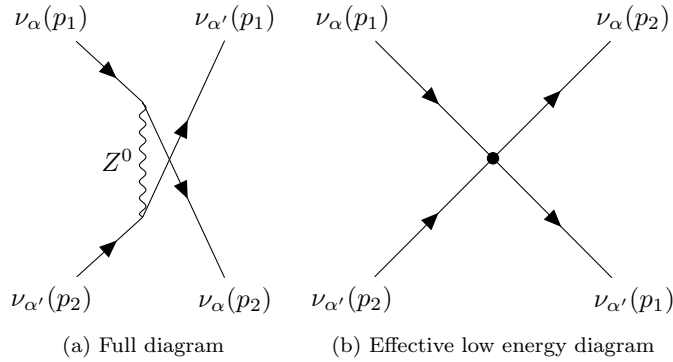 ν_α(p_1) ν_α'(p_1) ν_α(p_1) ν_α(p_2)
Z^0
ν_α'(p_2) ν_α(p_2) ν_α'(p_2) ν_α'(p_1)
(a) Full diagram (b) Effective low energy diagram